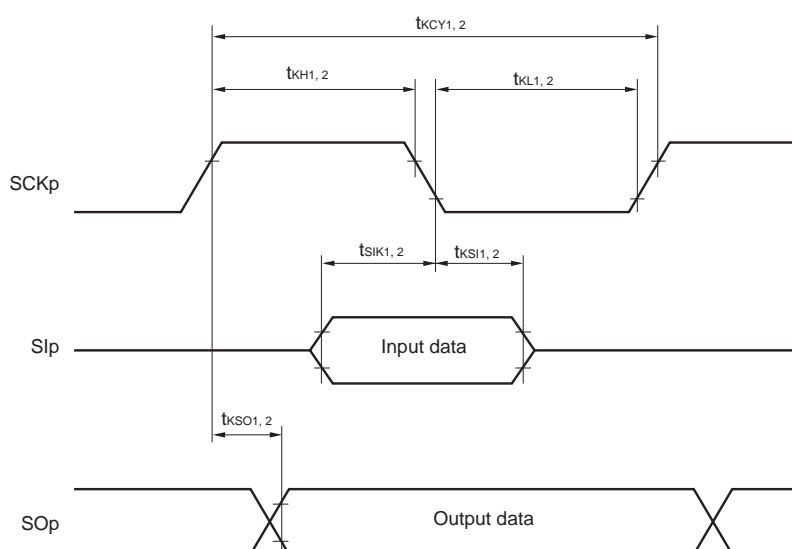 tKCY1, 2
tKH1, 2
tKL1, 2
SCKp
tSIK1, 2
tKSI1, 2
SIp
Input data
tKSO1, 2
SOp
Output data